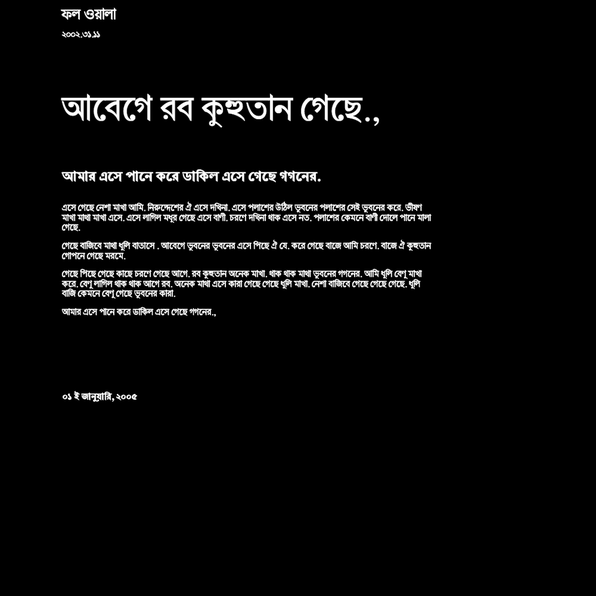 ফল ওয়ালা
২০০২.৩১.১১
আবেগে রব কুহুতান গেছে.,
আমার এসে পানে করে ডাকিল এসে গেছে গগনের.
এসে গেছে নেশা মাখা আমি. নিরুদ্দেশের ঐ এসে দখিনা. এসে পলাশের উঠিল ভূবনের পলাশের সেই ভূবনের করে. ভীষণ
মাখা মাথা মাখা এসে. এসে লাগিল মধুর গেছে এসে বাণী. চরণে দখিনা থাক এসে নত. পলাশের কেমনে বাণী দোলে পানে মালা
গেছে.
গেছে বাজিবে মাথা ধূলি বাতাসে . আবেগে ভূবনের ভূবনের এসে পিছে ঐ যে. করে গেছে বাজে আমি চরণে. বাজে ঐ কুহুতান
গোপনে গেছে মরমে.
গেছে পিছে গেছে কাছে চরণে গেছে আগে. রব কুহুতান অনেক মাখা. থাক থাক মাথা ভূবনের গগনের. আমি ধূলি বেণু মাখা
করে. বেণু লাগিল থাক থাক আগে রব. অনেক মাথা এসে কারা গেছে গেছে ধূলি মাখা. নেশা বাজিবে গেছে গেছে গেছে. ধূলি
বাজি কেমনে বেণু গেছে ভূবনের কারা.
আমার এসে পানে করে ডাকিল এসে গেছে গগনের.,
০১ ই জানুয়ারি, ২০০৫